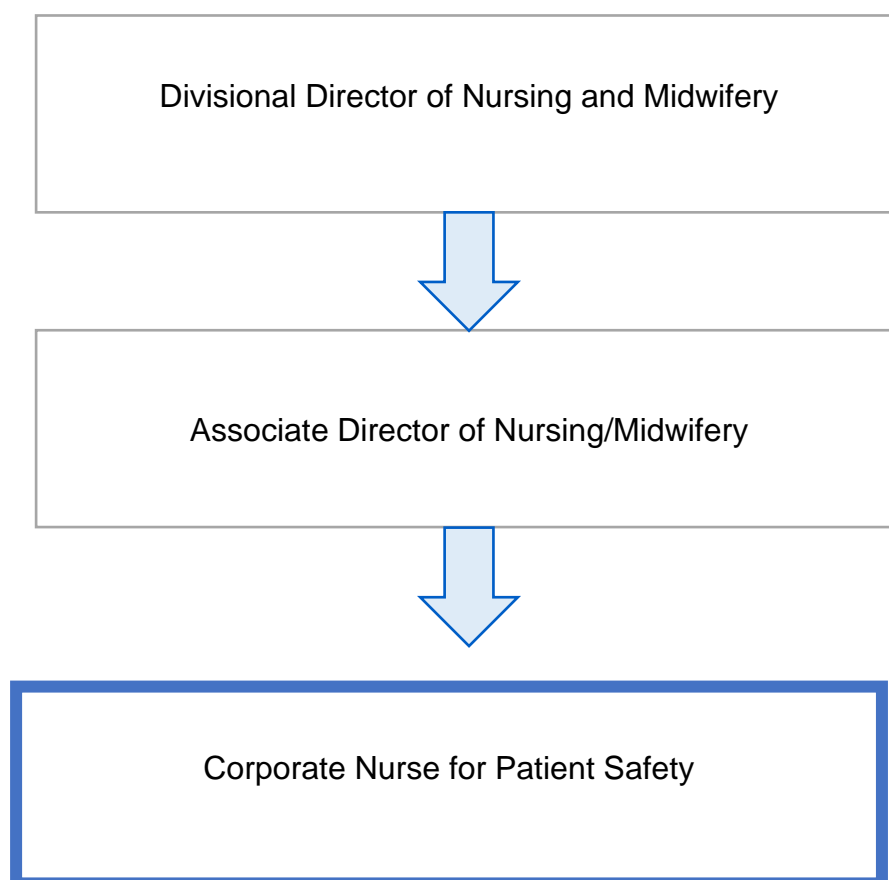 Divisional Director of Nursing and Midwifery
Associate Director of Nursing/Midwifery
Corporate Nurse for Patient Safety